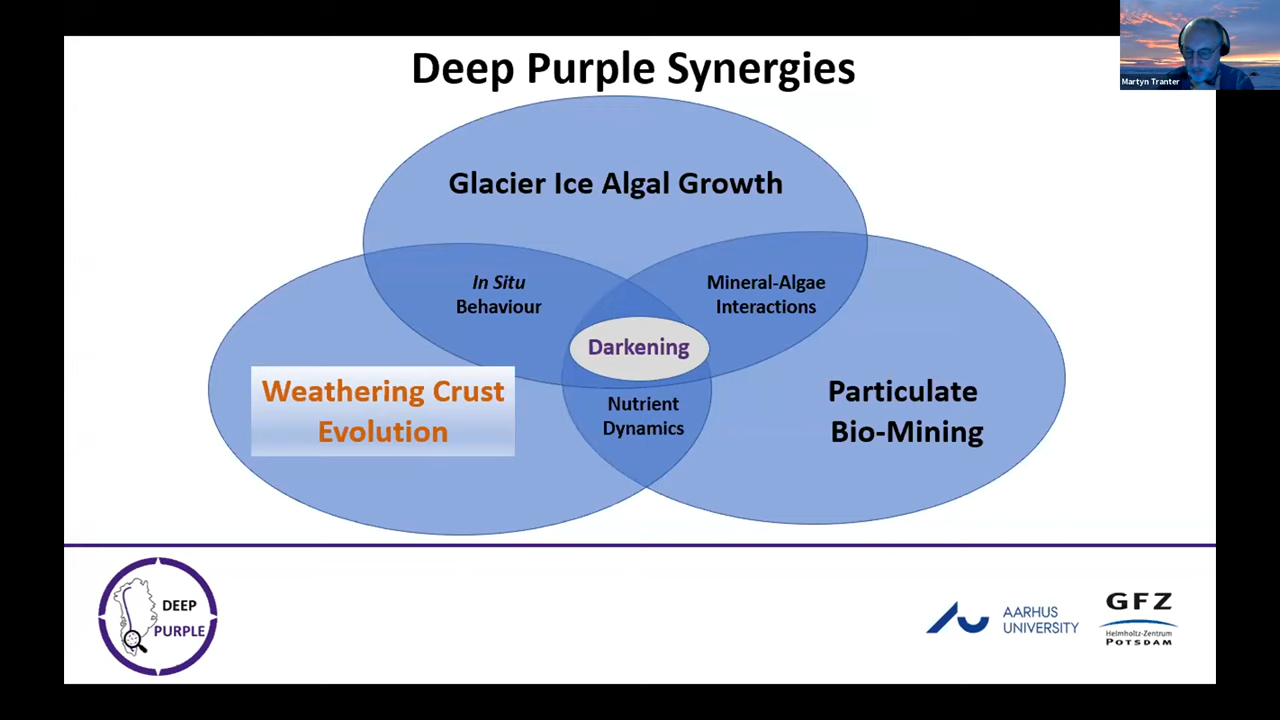 Deep Purple Synergies
Martyn Tranter
Glacier Ice Algal Growth
In Situ
Behaviour
Mineral-Algae
Interactions
Darkening
Weathering Crust
Evolution
Nutrient
Dynamics
Particulate
Bio-Mining
DEEP
PURPLE
AARHUS
UNIVERSITY
GFZ
Helmholtz-Zentrum
POTSDAM